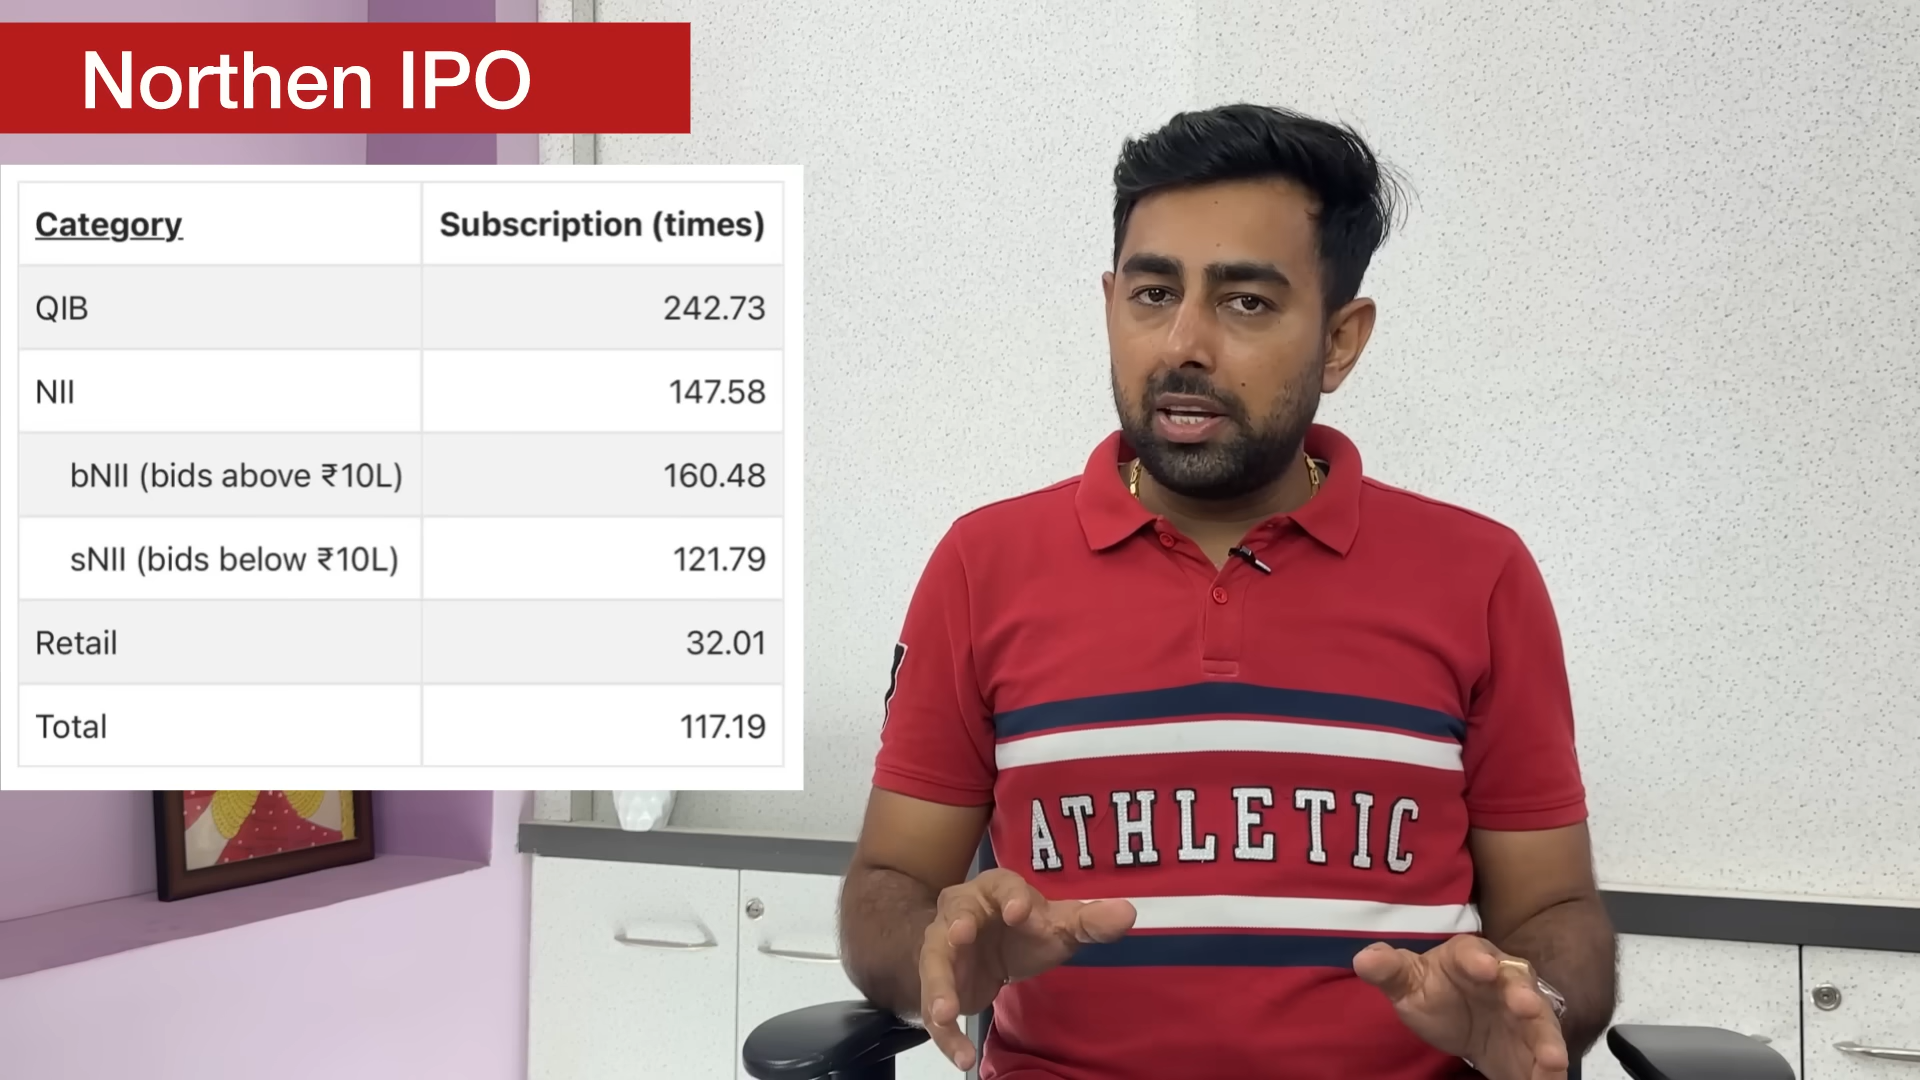 Northen IPO
Category Subscription (times)
QIB 242.73
NII 147.58
bNII (bids above ₹10L) 160.48
sNII (bids below ₹10L) 121.79
Retail 32.01
Total 117.19
ATHLETIC